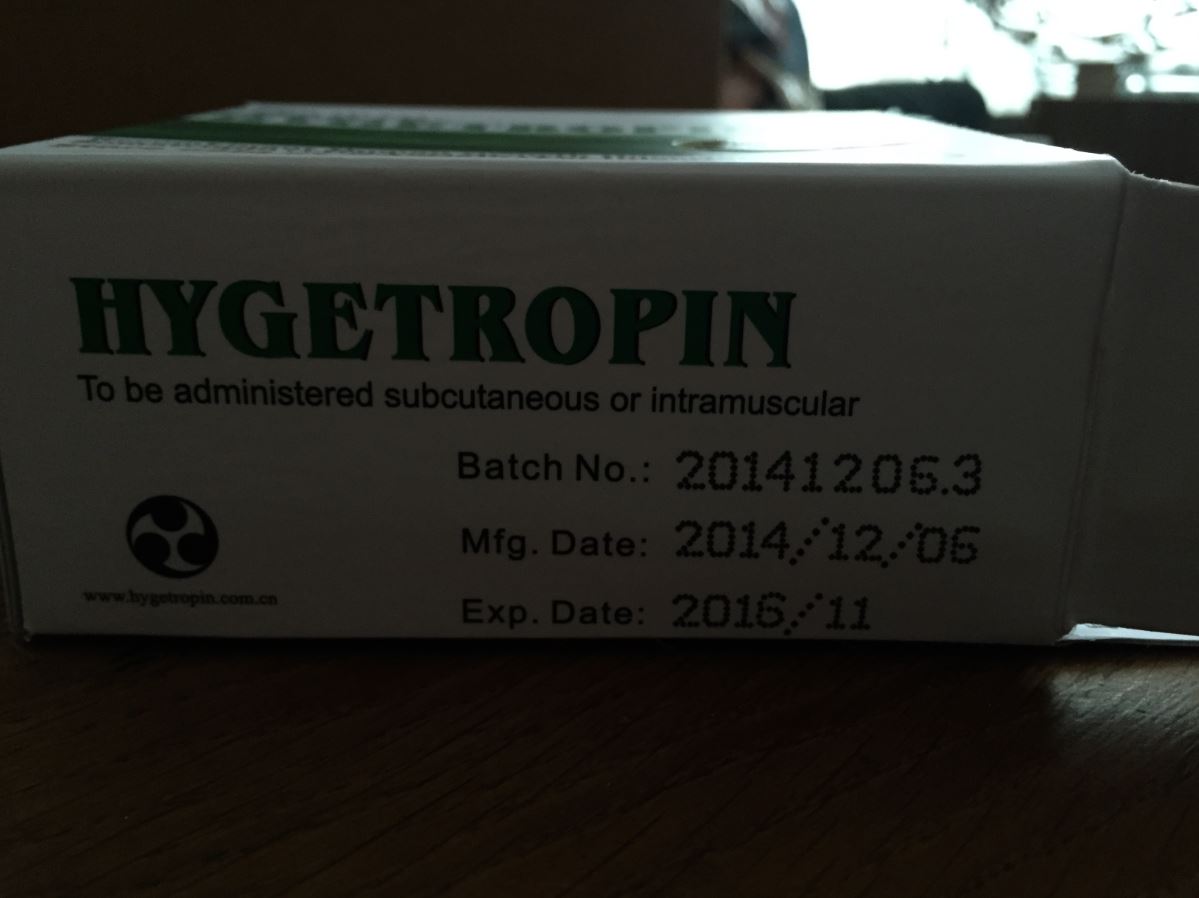 HYGETROPIN
To be administered subcutaneous or intramuscular
Batch No.: 20141206.3
Mfg. Date: 2014/12/06
Exp. Date: 2016/11
www.hygetropin.com.cn